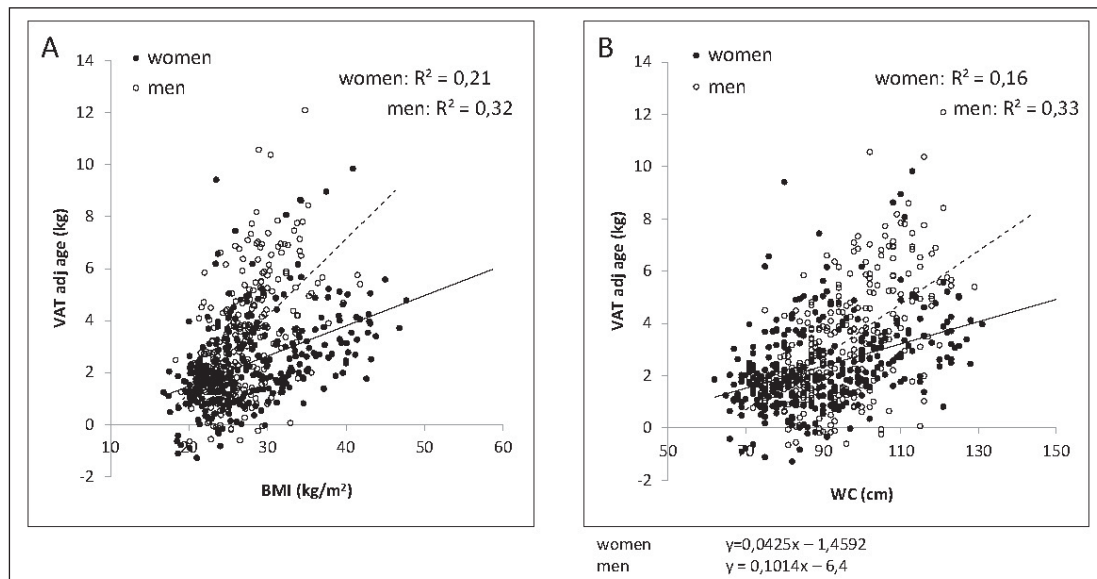 A
women
men
women: R² = 0,21
men: R² = 0,32
14
12
10
8
6
4
2
0
-2
10
20
30
40
50
60
VAT adj age (kg)
BMI (kg/m²)
B
women
men
women: R² = 0,16
men: R² = 0,33
14
12
10
8
6
4
2
0
-2
50
70
90
110
130
150
VAT adj age (kg)
WC (cm)
women y=0,0425x – 1,4592
men y = 0,1014x – 6,4